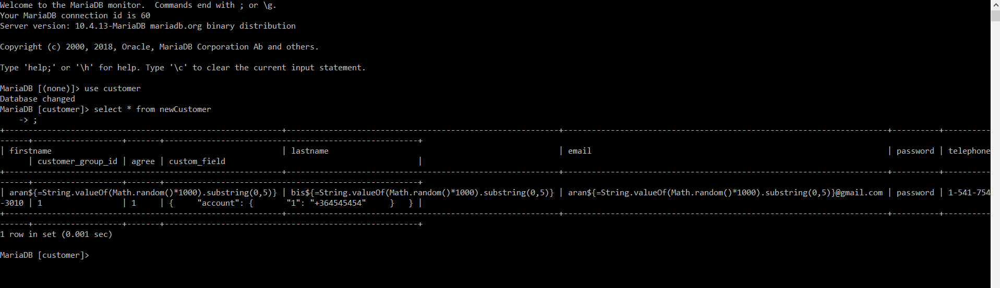 Welcome to the MariaDB monitor.  Commands end with ; or \g.
Your MariaDB connection id is 60
Server version: 10.4.13-MariaDB mariadb.org binary distribution
Copyright (c) 2000, 2018, Oracle, MariaDB Corporation Ab and others.
Type 'help;' or '\h' for help. Type '\c' to clear the current input statement.
MariaDB [(none)]> use customer
Database changed
MariaDB [customer]> select * from newCustomer
    -> ;
+-----------------------------------------------------------+----------------------------------------------------------+---------------------------------------------------------------------+----------+----------
------+-------------------+-------+------------------------------------------------------+
| firstname                                                 | lastname                                                 | email                                                               | password | telephone
      | customer_group_id | agree | custom_field                                         |
+-----------------------------------------------------------+----------------------------------------------------------+---------------------------------------------------------------------+----------+----------
------+-------------------+-------+------------------------------------------------------+
| aran${=String.valueOf(Math.random()*1000).substring(0,5)} | bis${=String.valueOf(Math.random()*1000).substring(0,5)} | aran${=String.valueOf(Math.random()*1000).substring(0,5)}@gmail.com | password | 1-541-754
-3010 | 1                 | 1     | {     "account": {       "1": "+364545454"     }   } |
+-----------------------------------------------------------+----------------------------------------------------------+---------------------------------------------------------------------+----------+----------
------+-------------------+-------+------------------------------------------------------+
1 row in set (0.001 sec)
MariaDB [customer]>